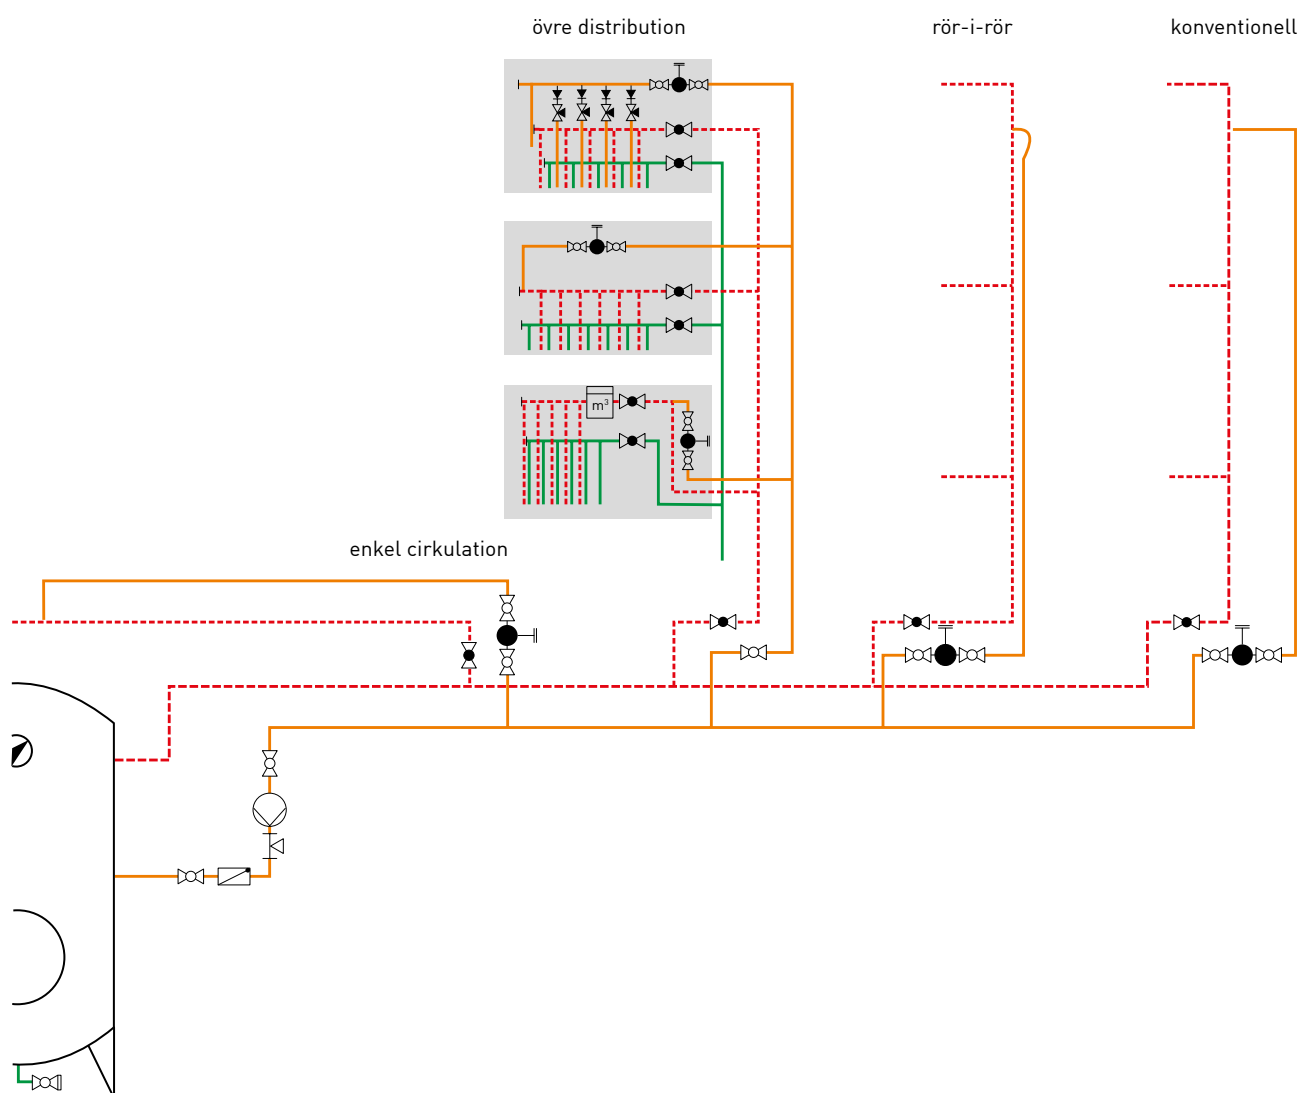 övre distribution
rör-i-rör
konventionell
m³
enkel cirkulation